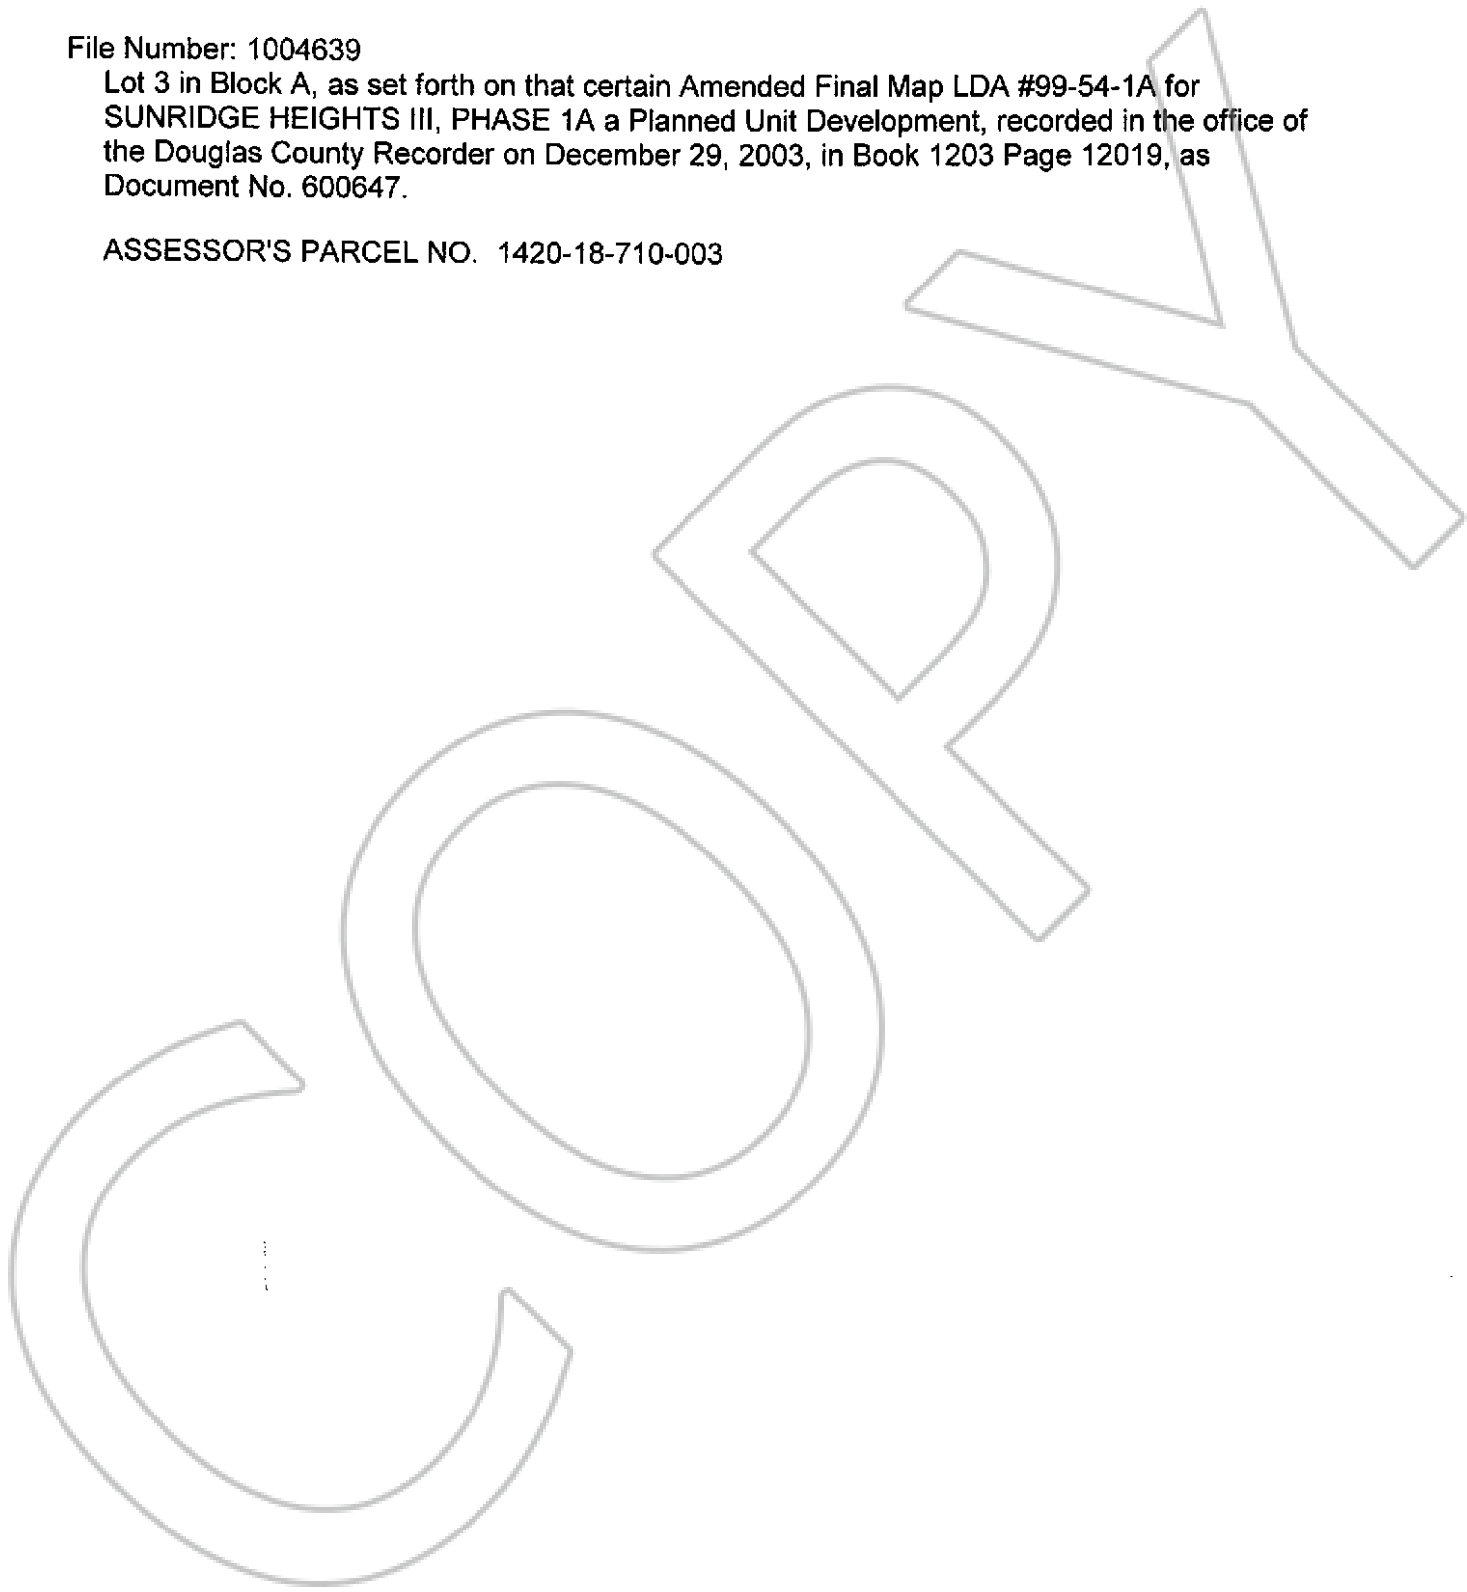 File Number: 1004639
Lot 3 in Block A, as set forth on that certain Amended Final Map LDA #99-54-1A for
SUNRIDGE HEIGHTS III, PHASE 1A a Planned Unit Development, recorded in the office of
the Douglas County Recorder on December 29, 2003, in Book 1203 Page 12019, as
Document No. 600647.
ASSESSOR'S PARCEL NO. 1420-18-710-003
COPY